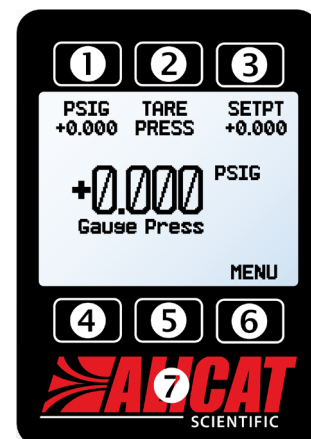 1 2 3
PSIG TARE SETPT
+0.000 PRESS +0.000
+0.000 PSIG
Gauge Press
MENU
4 5 6
ALICAT
7
SCIENTIFIC